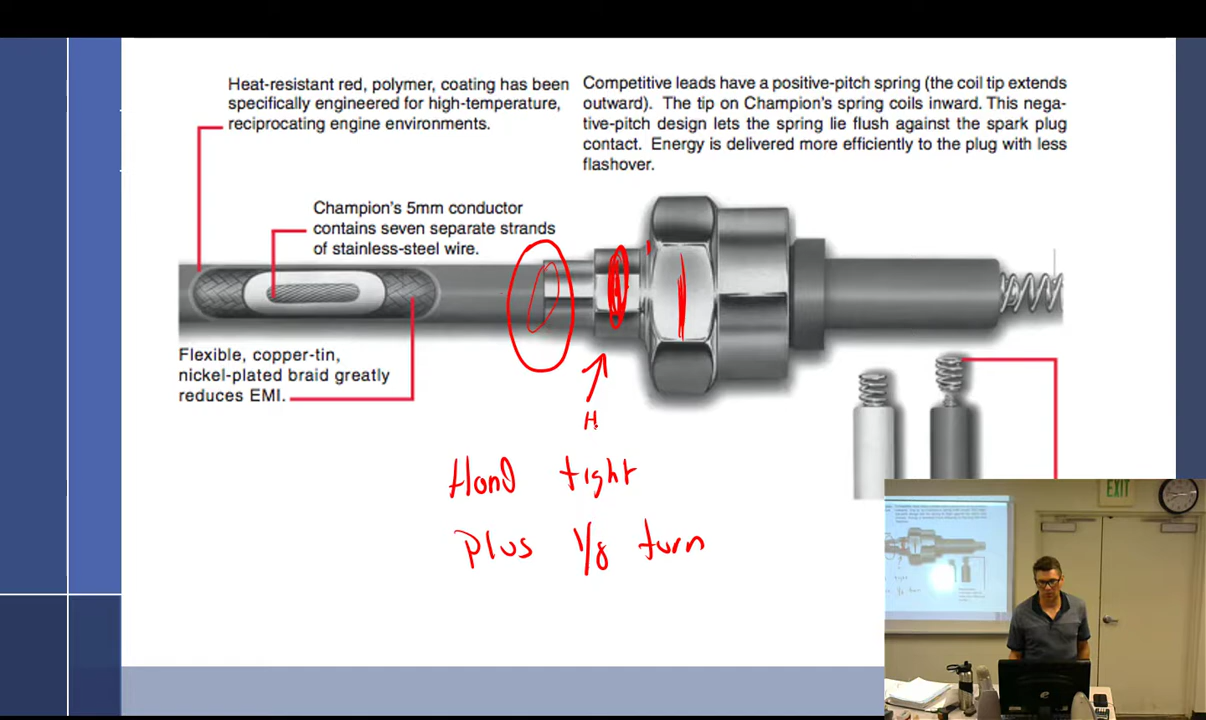 Heat-resistant red, polymer, coating has been
specifically engineered for high-temperature,
reciprocating engine environments.
Competitive leads have a positive-pitch spring (the coil tip extends
outward). The tip on Champion's spring coils inward. This nega-
tive-pitch design lets the spring lie flush against the spark plug
contact. Energy is delivered more efficiently to the plug with less
flashover.
Champion's 5mm conductor
contains seven separate strands
of stainless-steel wire.
Flexible, copper-tin,
nickel-plated braid greatly
reduces EMI.
H
Hand tight
Plus 1/8 turn
EXIT